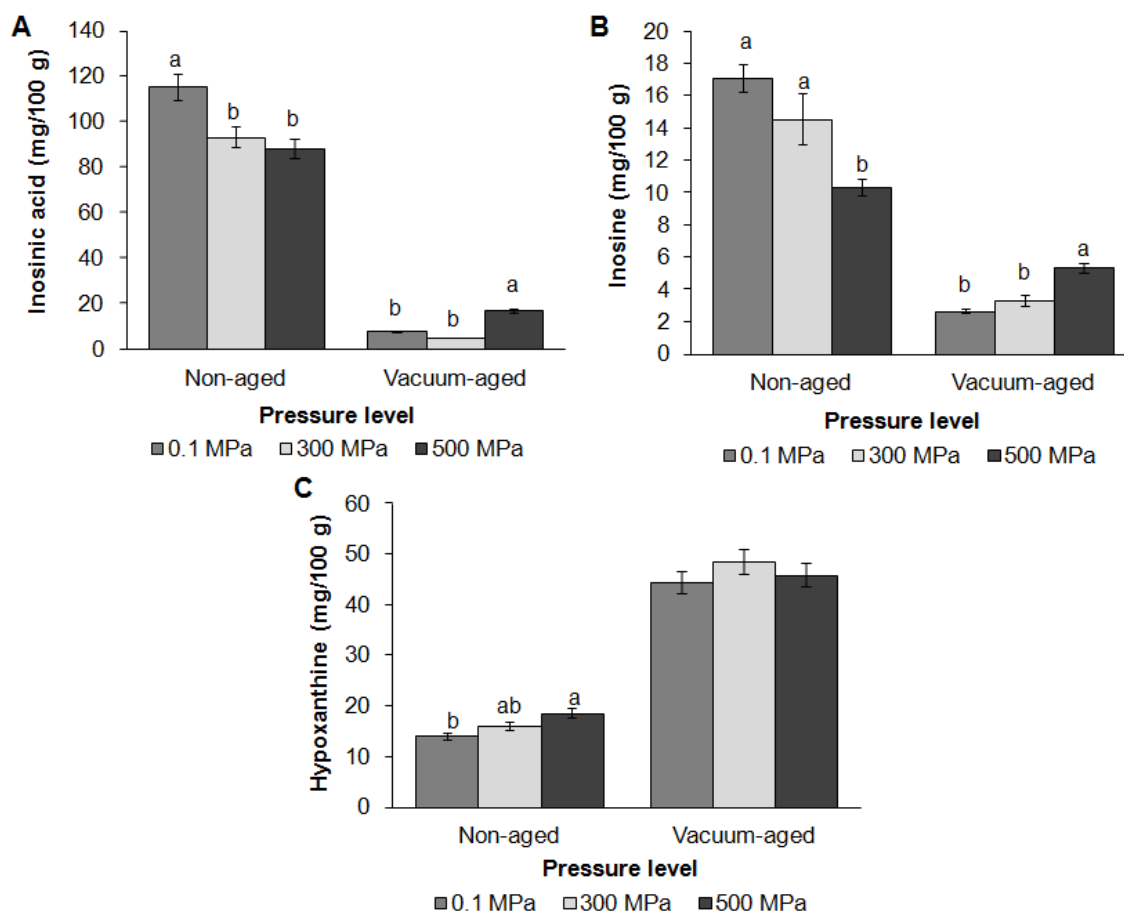 A
Inosinic acid (mg/100 g)
140
120
100
80
60
40
20
0
a
b
b
b
b
a
Non-aged Vacuum-aged
Pressure level
0.1 MPa 300 MPa 500 MPa
B
Inosine (mg/100 g)
20
18
16
14
12
10
8
6
4
2
0
a
a
b
b
b
a
Non-aged Vacuum-aged
Pressure level
0.1 MPa 300 MPa 500 MPa
C
Hypoxanthine (mg/100 g)
60
50
40
30
20
10
0
b
ab
a
Non-aged Vacuum-aged
Pressure level
0.1 MPa 300 MPa 500 MPa